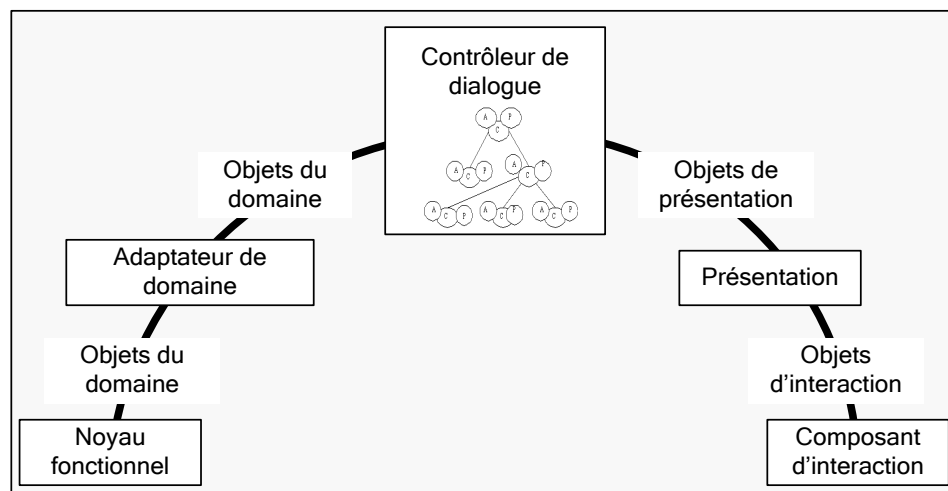 Contrôleur de
dialogue
A P
C
A P A P
C C
A P A P A P
C C C
Objets du
domaine
Objets de
présentation
Adaptateur de
domaine
Présentation
Objets du
domaine
Objets
d’interaction
Noyau
fonctionnel
Composant
d’interaction